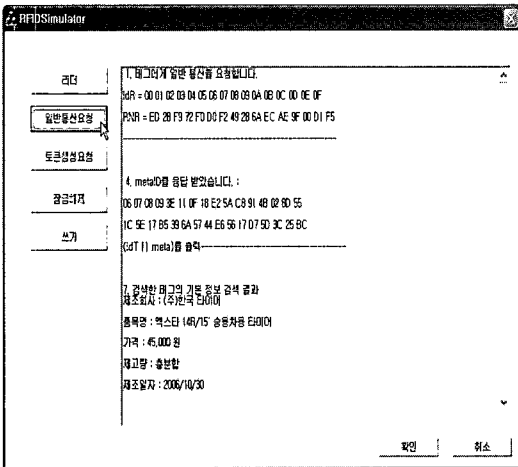 RFIDSimulator
리더
일반통신요청
토큰생성요청
잠금해제
쓰기
1. 태그에게 일반 통신를 요청합니다.
IdR = 00 01 02 03 04 05 06 07 08 09 0A 0B 0C 0D 0E 0F
RNR = ED 2B F9 72 FD D0 F2 49 28 6A EC AE 9F 00 D1 F5
4. metaID를 응답 받았습니다. :
06 07 08 09 3E 11 0F 18 E2 5A C8 91 4B 02 8D 55
1C 5E 17 B5 39 6A 57 44 E6 56 17 D7 5D 3C 25 BC
(IdT || meta)를 출력
7. 검색한 태그의 기본 정보 검색 결과
제조회사 : (주)한국 타이어
품목명 : 엑스타 14R/15' 승용차용 타이어
가격 : 45,000 원
재고량 : 충분함
제조일자 : 2006/10/30
확인
취소